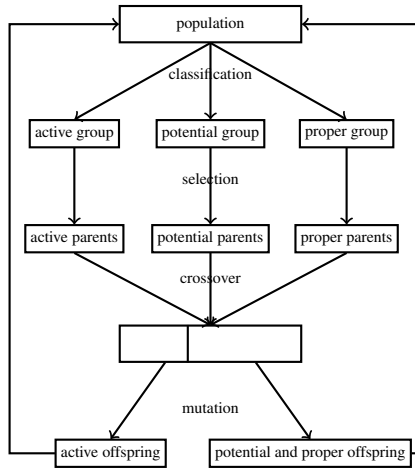 population
classification
active group
potential group
proper group
selection
active parents
potential parents
proper parents
crossover
mutation
active offspring
potential and proper offspring